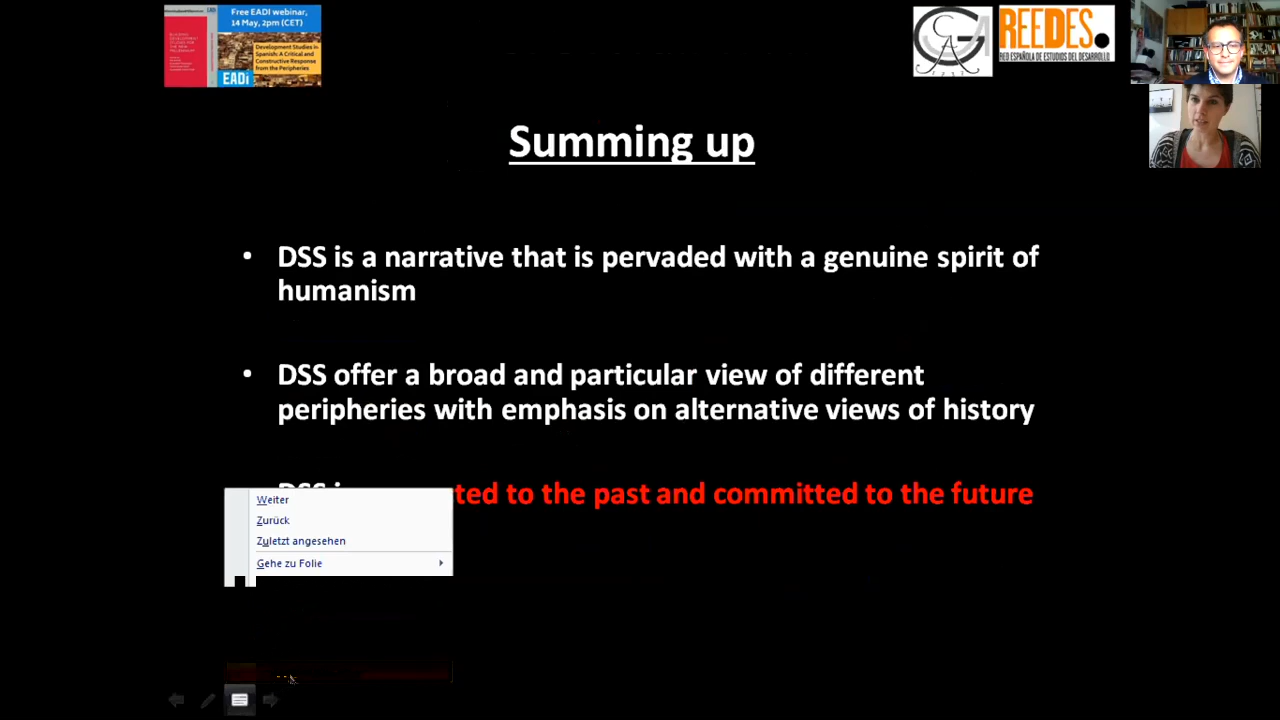 Free EADI webinar,
14 May, 2pm (CET)
Development Studies in
Spanish: A Critical and
Constructive Response
from the Peripheries
EADi
REEDES.
RED ESPAÑOLA DE ESTUDIOS DEL DESARROLLO
Summing up
• DSS is a narrative that is pervaded with a genuine spirit of
humanism
• DSS offer a broad and particular view of different
peripheries with emphasis on alternative views of history
DSS ted to the past and committed to the future
Weiter
Zurück
Zuletzt angesehen
Gehe zu Folie